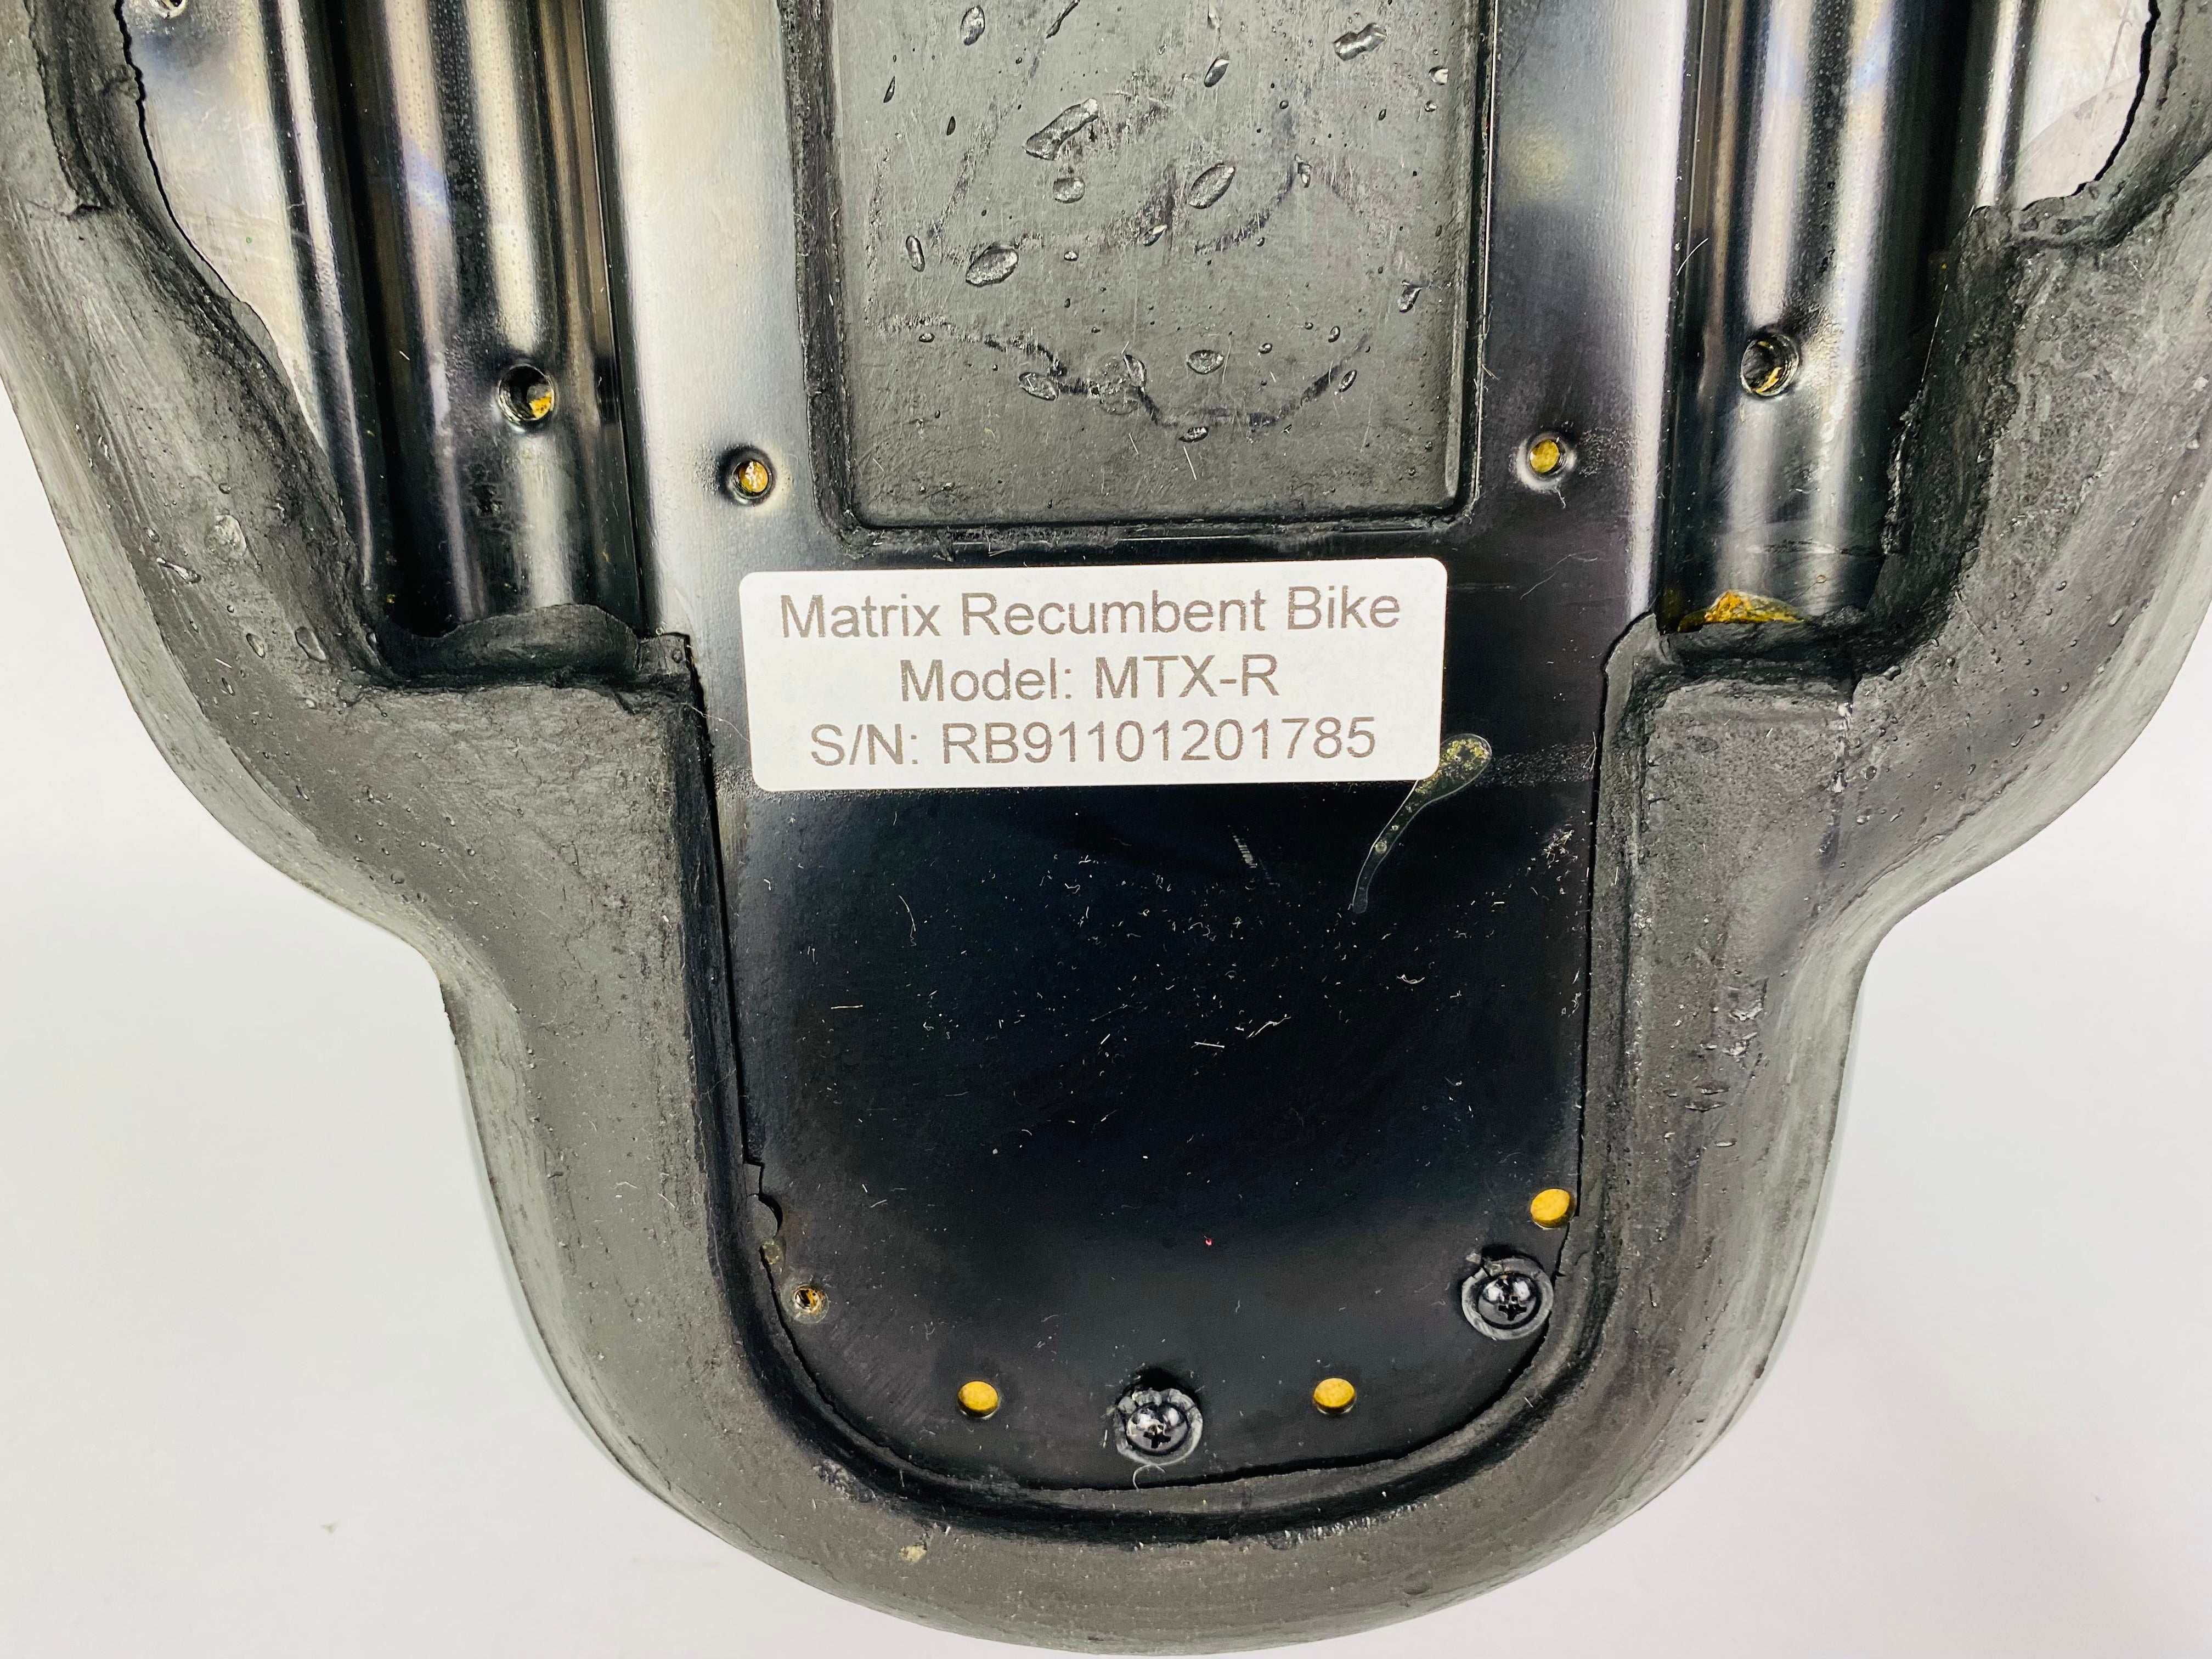 Matrix Recumbent Bike
Model: MTX-R
S/N: RB91101201785